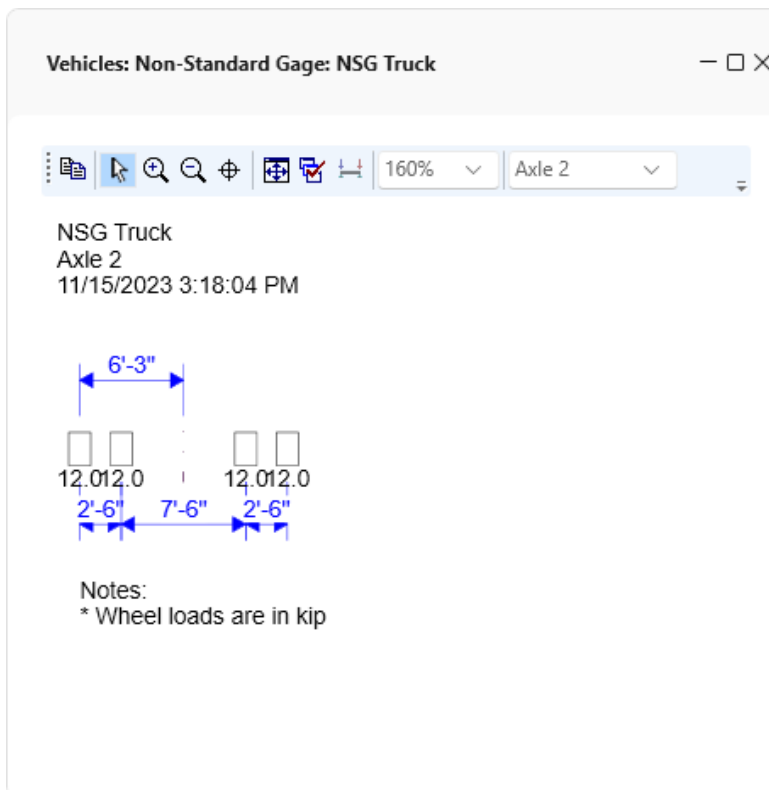 Vehicles: Non-Standard Gage: NSG Truck
160% Axle 2
NSG Truck
Axle 2
11/15/2023 3:18:04 PM
6'-3"
12.0 12.0 12.0 12.0
2'-6" 7'-6" 2'-6"
Notes:
* Wheel loads are in kip